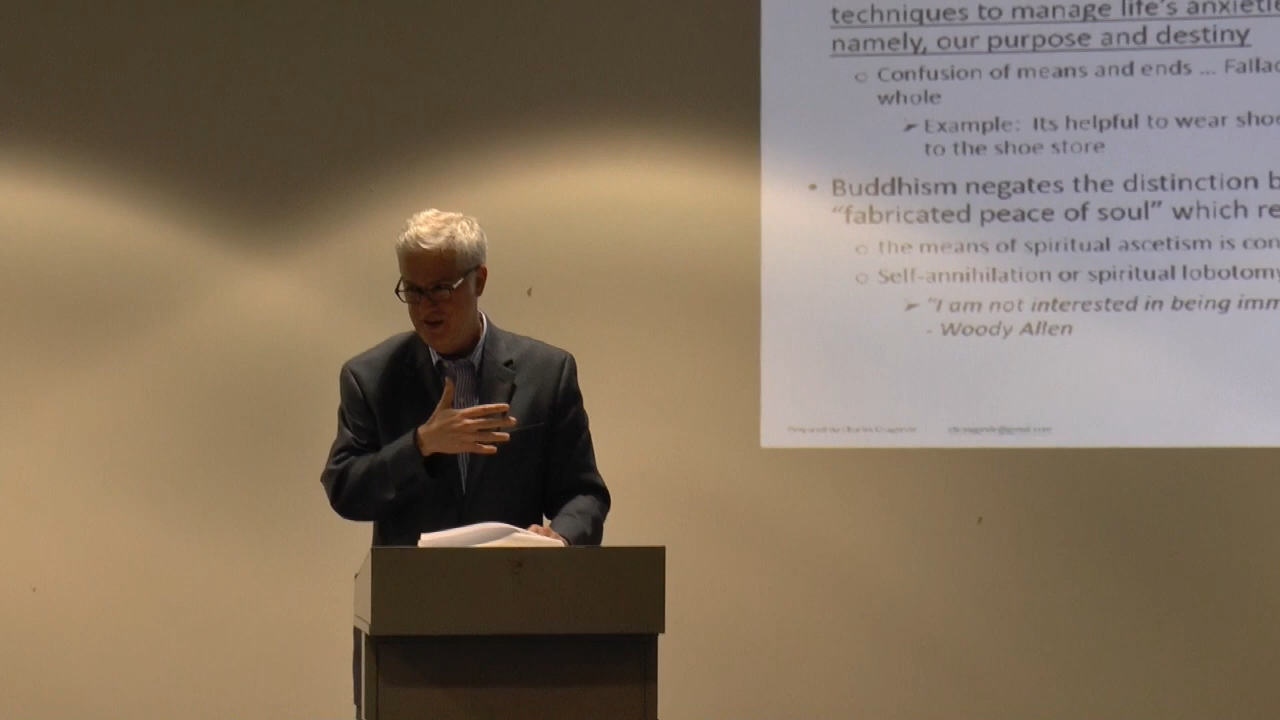 techniques to manage life's anxietie
namely, our purpose and destiny
○ Confusion of means and ends ... Fallac
whole
➢ Example: Its helpful to wear shoe
to the shoe store
• Buddhism negates the distinction b
"fabricated peace of soul" which re
○ the means of spiritual ascetism is con
○ Self-annihilation or spiritual lobotomy
➢ "I am not interested in being imm
- Woody Allen